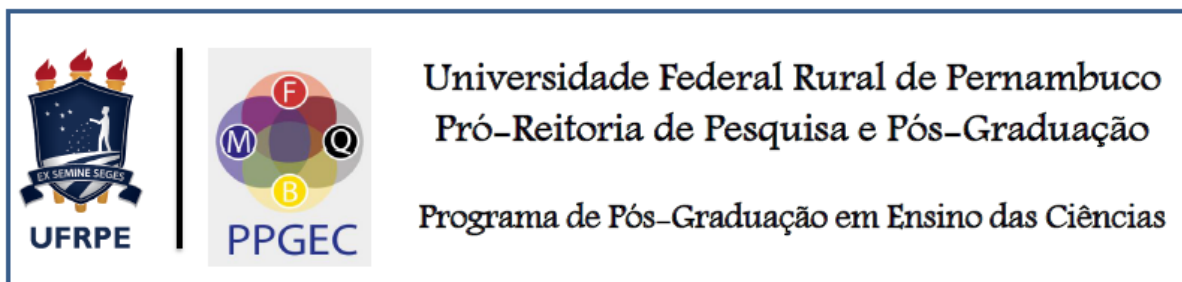 Universidade Federal Rural de Pernambuco
Pró-Reitoria de Pesquisa e Pós-Graduação
Programa de Pós-Graduação em Ensino das Ciências
EX SEMINE SEGES
UFRPE
F
M
Q
B
PPGEC